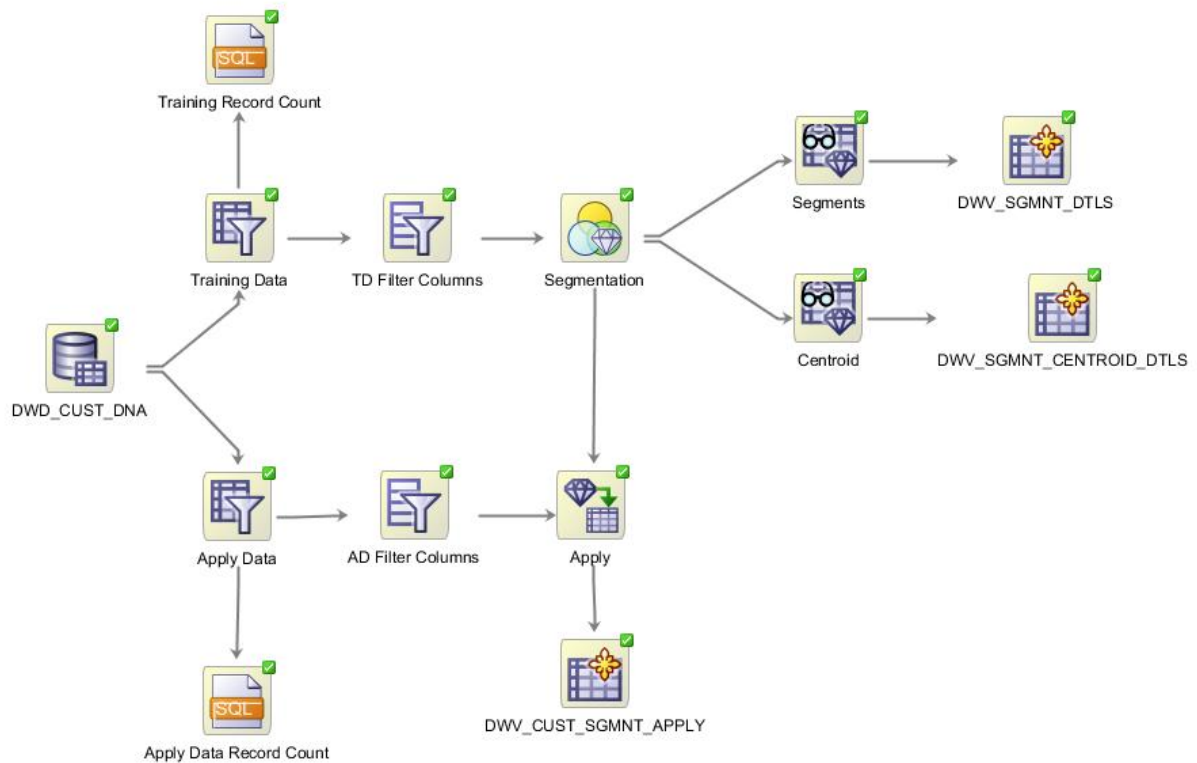 SQL
Training Record Count
Training Data
TD Filter Columns
Segmentation
Segments
DWV_SGMNT_DTLS
Centroid
DWV_SGMNT_CENTROID_DTLS
DWD_CUST_DNA
Apply Data
AD Filter Columns
Apply
SQL
Apply Data Record Count
DWV_CUST_SGMNT_APPLY